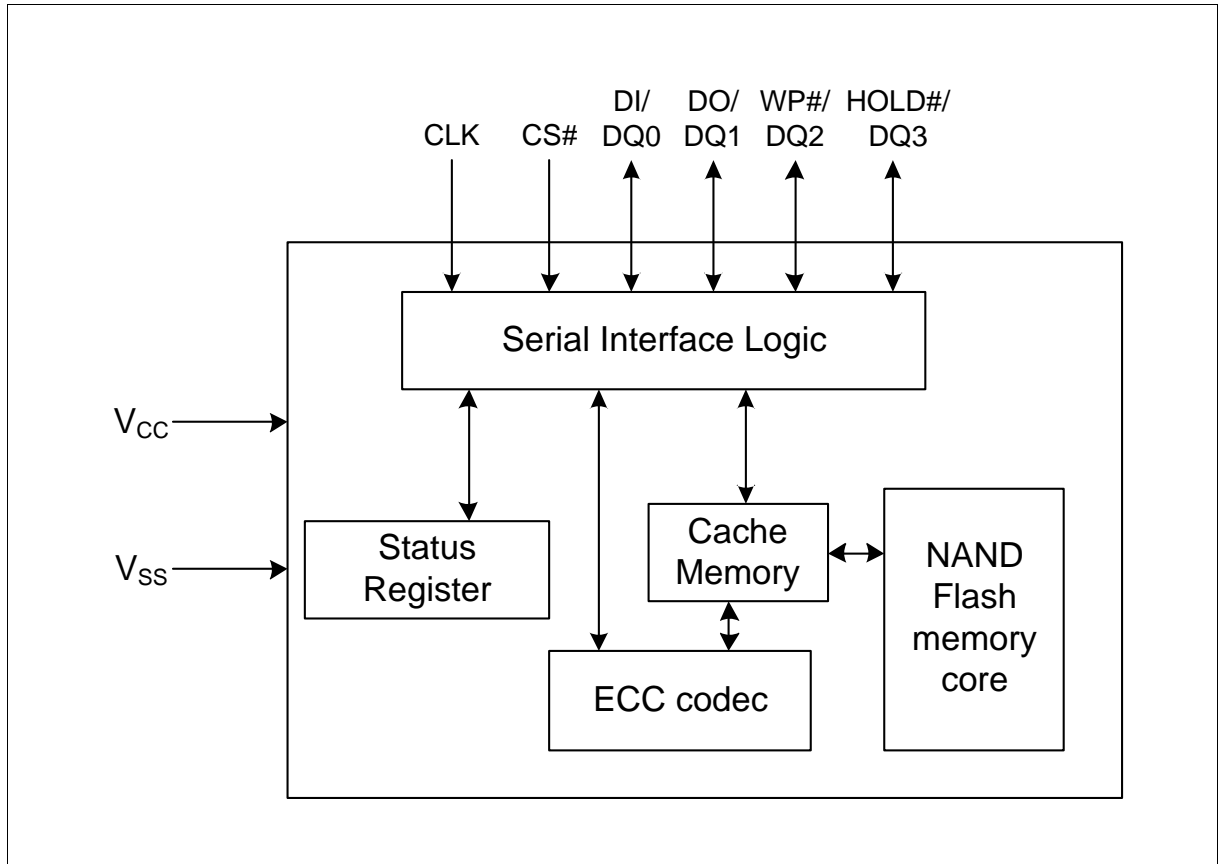 DI/ DO/ WP#/ HOLD#/
CLK CS# DQ0 DQ1 DQ2 DQ3
Serial Interface Logic
VCC
VSS
Status
Register
Cache
Memory
ECC codec
NAND
Flash
memory
core